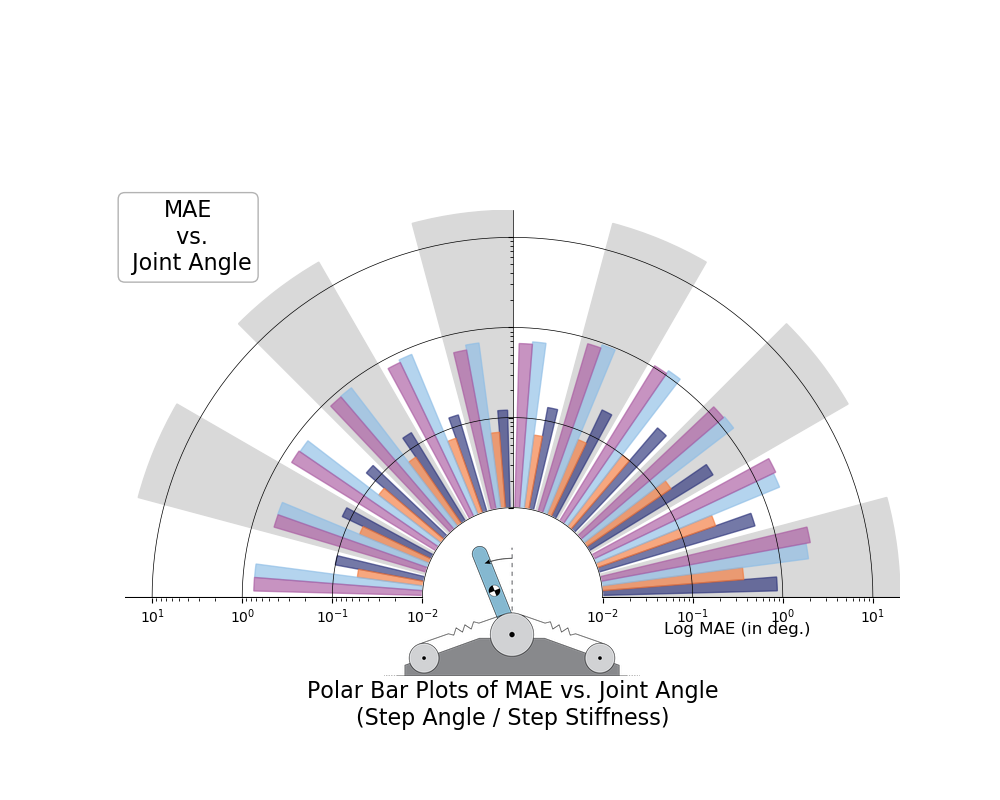 MAE
vs.
Joint Angle
10¹ 10⁰ 10⁻¹ 10⁻² 10⁻² 10⁻¹ 10⁰ 10¹
Log MAE (in deg.)
Polar Bar Plots of MAE vs. Joint Angle
(Step Angle / Step Stiffness)